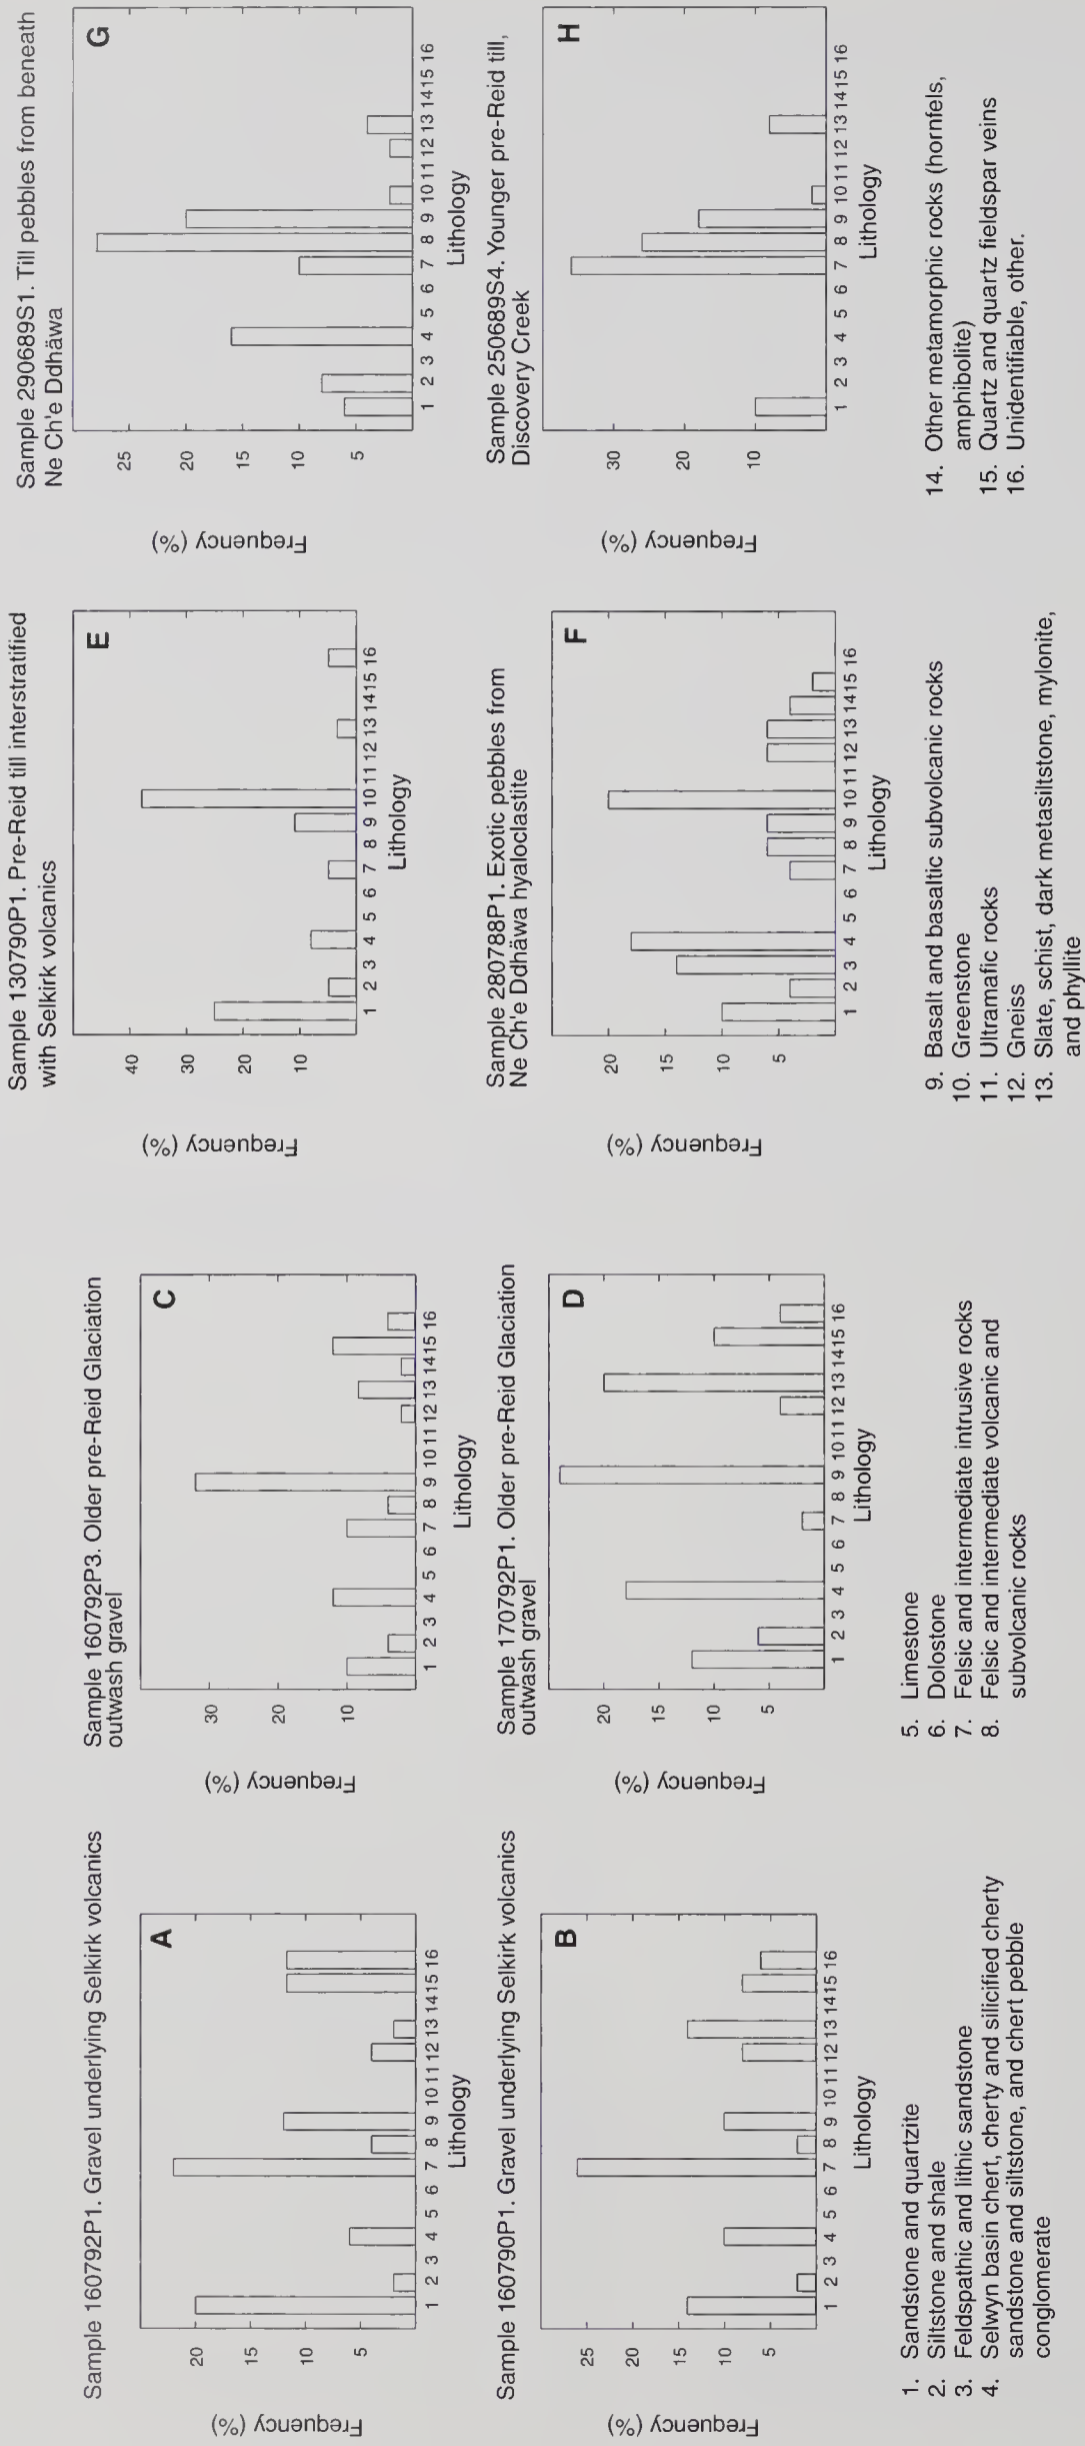 Sample 160792P1. Gravel underlying Selkirk volcanics
A
Frequency (%)
20
10
5
1 2 3 4 5 6 7 8 9 10 11 12 13 14 15 16
Lithology
Sample 160790P1. Gravel underlying Selkirk volcanics
B
Frequency (%)
25
20
10
5
1 2 3 4 5 6 7 8 9 10 11 12 13 14 15 16
Lithology
Sample 160792P3. Older pre-Reid Glaciation
outwash gravel
C
Frequency (%)
30
20
10
1 2 3 4 5 6 7 8 9 10 11 12 13 14 15 16
Lithology
Sample 170792P1. Older pre-Reid Glaciation
outwash gravel
D
Frequency (%)
20
15
10
5
1 2 3 4 5 6 7 8 9 10 11 12 13 14 15 16
Lithology
Sample 130790P1. Pre-Reid till interstratified
with Selkirk volcanics
E
Frequency (%)
40
30
20
10
1 2 3 4 5 6 7 8 9 10 11 12 13 14 15 16
Lithology
Sample 280788P1. Exotic pebbles from
Ne Ch'e Ddhäwa hyaloclastite
F
Frequency (%)
20
15
10
5
1 2 3 4 5 6 7 8 9 10 11 12 13 14 15 16
Lithology
Sample 290689S1. Till pebbles from beneath
Ne Ch'e Ddhäwa
G
Frequency (%)
25
20
15
10
5
1 2 3 4 5 6 7 8 9 10 11 12 13 14 15 16
Lithology
Sample 250689S4. Younger pre-Reid till,
Discovery Creek
H
Frequency (%)
30
20
10
1 2 3 4 5 6 7 8 9 10 11 12 13 14 15 16
Lithology
1. Sandstone and quartzite
2. Siltstone and shale
3. Feldspathic and lithic sandstone
4. Selwyn basin chert, cherty and silicified cherty
sandstone and siltstone, and chert pebble
conglomerate
5. Limestone
6. Dolostone
7. Felsic and intermediate intrusive rocks
8. Felsic and intermediate volcanic and
subvolcanic rocks
9. Basalt and basaltic subvolcanic rocks
10. Greenstone
11. Ultramafic rocks
12. Gneiss
13. Slate, schist, dark metasiltstone, mylonite,
and phyllite
14. Other metamorphic rocks (hornfels,
amphibolite)
15. Quartz and quartz fieldspar veins
16. Unidentifiable, other.